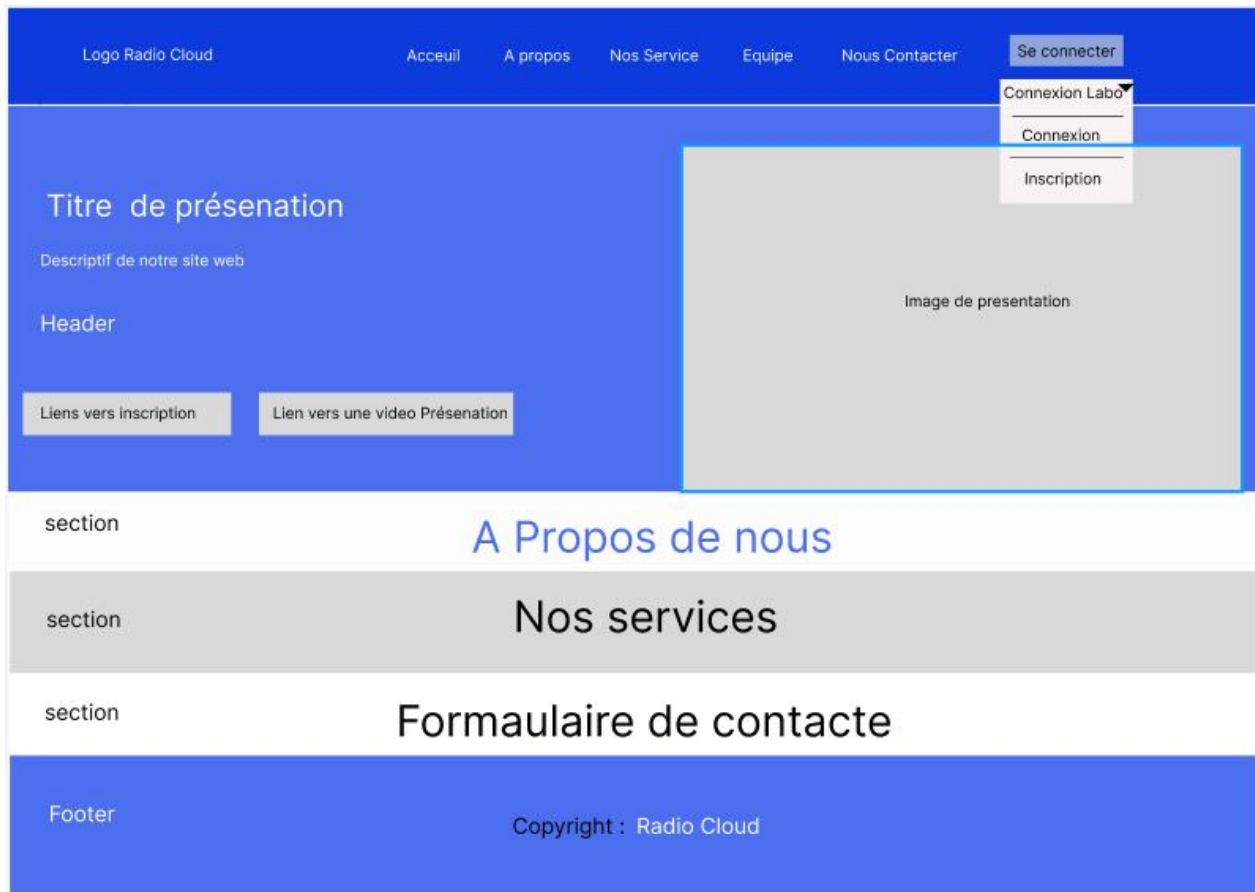 Logo Radio Cloud
Acceuil
A propos
Nos Service
Equipe
Nous Contacter
Se connecter
Connexion Labo
Connexion
Inscription
Titre de présenation
Descriptif de notre site web
Header
Liens vers inscription
Lien vers une video Présenation
Image de presentation
section
A Propos de nous
section
Nos services
section
Formaulaire de contacte
Footer
Copyright : Radio Cloud